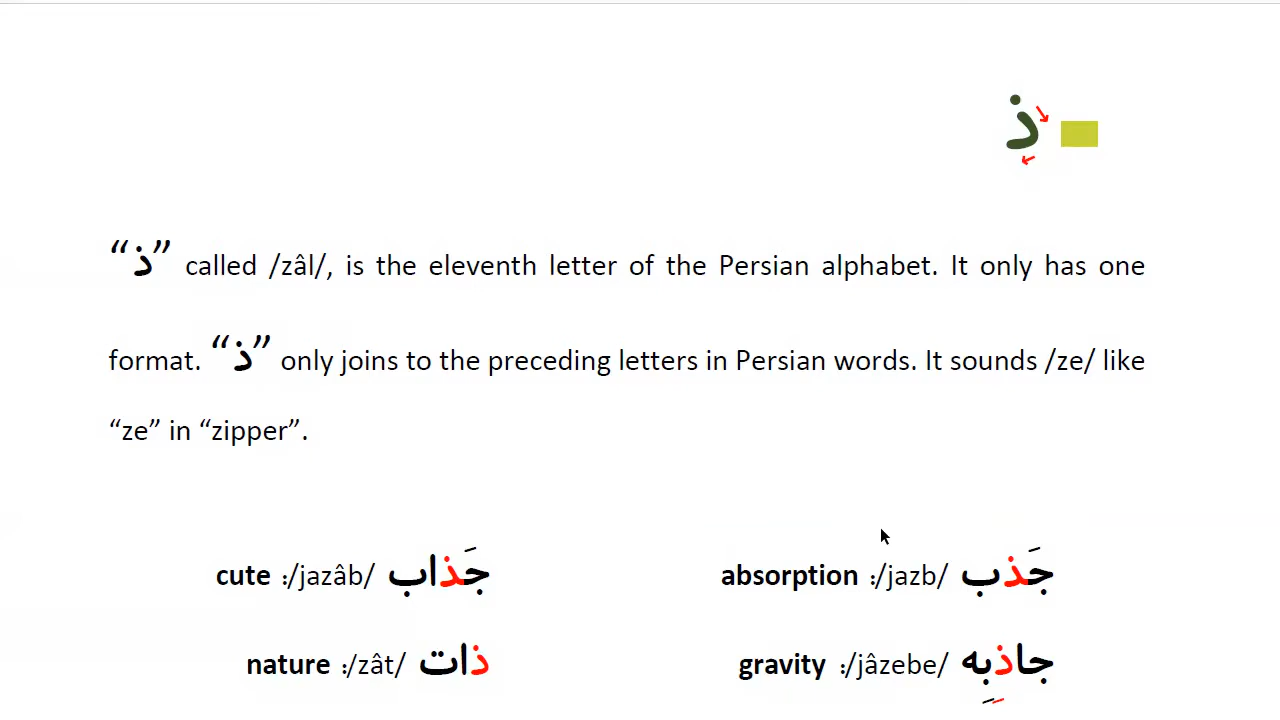 ذ
“ذ” called /zâl/, is the eleventh letter of the Persian alphabet. It only has one
format. “ذ” only joins to the preceding letters in Persian words. It sounds /ze/ like
“ze” in “zipper”.
cute :/jazâb/ جَذاب
absorption :/jazb/ جَذب
nature :/zât/ ذات
gravity :/jâzebe/ جاذِبِه